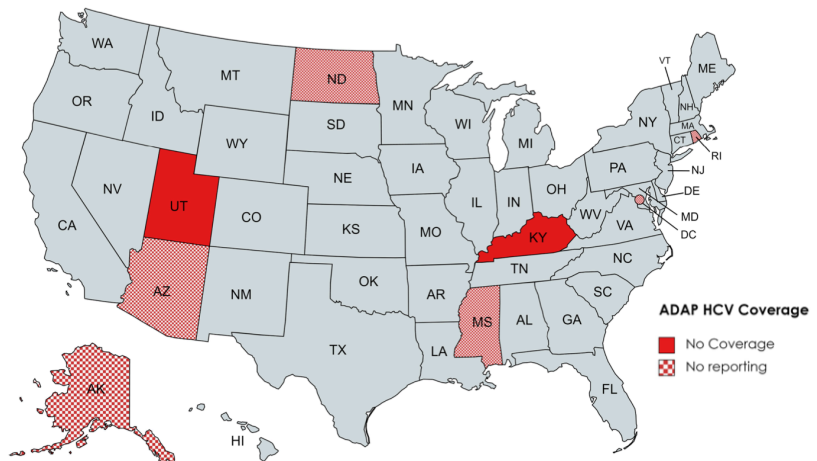 WA
MT
ND
MN
VT
ME
OR
ID
SD
WI
MI
NY
NH
MA
CT
RI
WY
NE
IA
PA
NJ
NV
UT
CO
IL
IN
OH
DE
CA
KS
MO
KY
WV
VA
MD
DC
AZ
NM
OK
AR
TN
NC
SC
TX
LA
MS
AL
GA
FL
AK
HI
ADAP HCV Coverage
No Coverage
No reporting